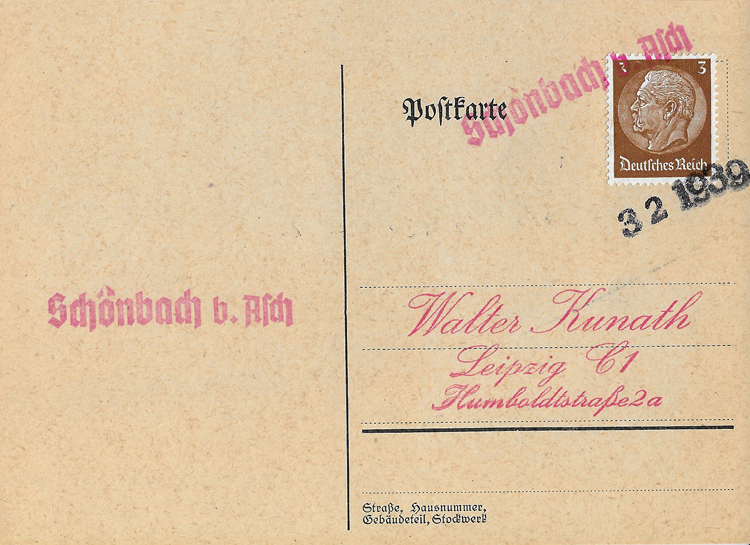 Schönbach b. Asch
Postkarte
3 3
Deutsches Reich
3 2 1939
Schönbach b. Asch
Walter Kunath
Leipzig C1
Humboldtstraße 2a
Straße, Hausnummer,
Gebäudeteil, Stockwerk